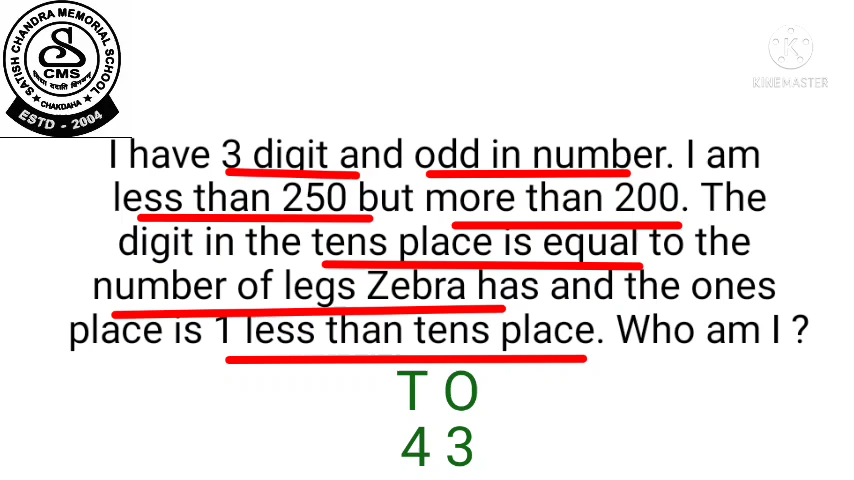 SATISH CHANDRA MEMORIAL SCHOOL
S
CMS
CHAKDAHA
ESTD - 2004
KINEMASTER
I have 3 digit and odd in number. I am
less than 250 but more than 200. The
digit in the tens place is equal to the
number of legs Zebra has and the ones
place is 1 less than tens place. Who am I ?
T O
4 3